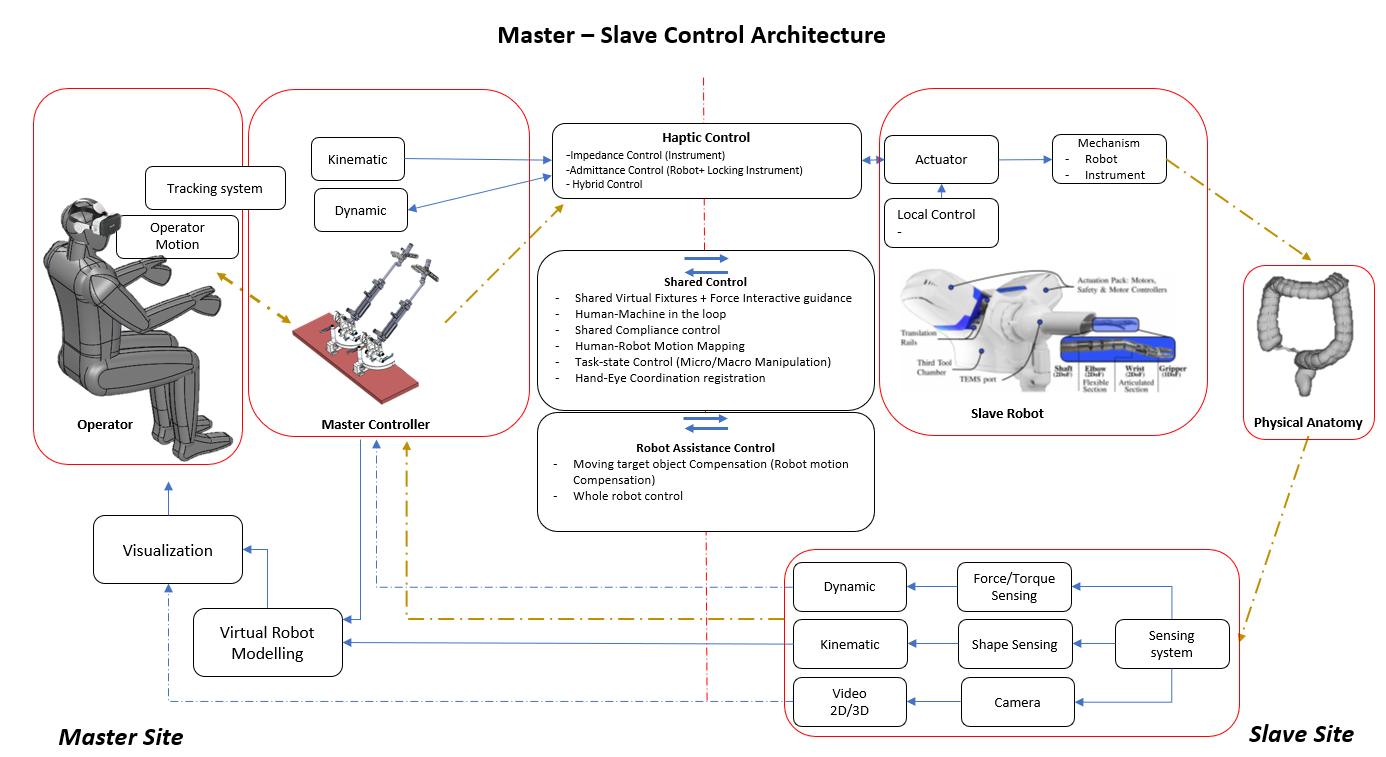 Master – Slave Control Architecture
Kinematic
Dynamic
Tracking system
Operator
Motion
Operator
Master Controller
Haptic Control
-Impedance Control (Instrument)
-Admittance Control (Robot+ Locking Instrument)
- Hybrid Control
Shared Control
- Shared Virtual Fixtures + Force Interactive guidance
- Human-Machine in the loop
- Shared Compliance control
- Human-Robot Motion Mapping
- Task-state Control (Micro/Macro Manipulation)
- Hand-Eye Coordination registration
Robot Assistance Control
- Moving target object Compensation (Robot motion
Compensation)
- Whole robot control
Actuator
Mechanism
- Robot
- Instrument
Local Control
-
Actuation Pack: Motors,
Safety & Motor Controllers
Translation
Rails
Third Tool
Chamber
TEMS port
Shaft Elbow Wrist Gripper
(2DoF) (2DoF) (2DoF) (1DoF)
Flexible Articulated
Section Section
Slave Robot
Physical Anatomy
Visualization
Virtual Robot
Modelling
Dynamic
Force/Torque
Sensing
Kinematic
Shape Sensing
Sensing
system
Video
2D/3D
Camera
Master Site
Slave Site